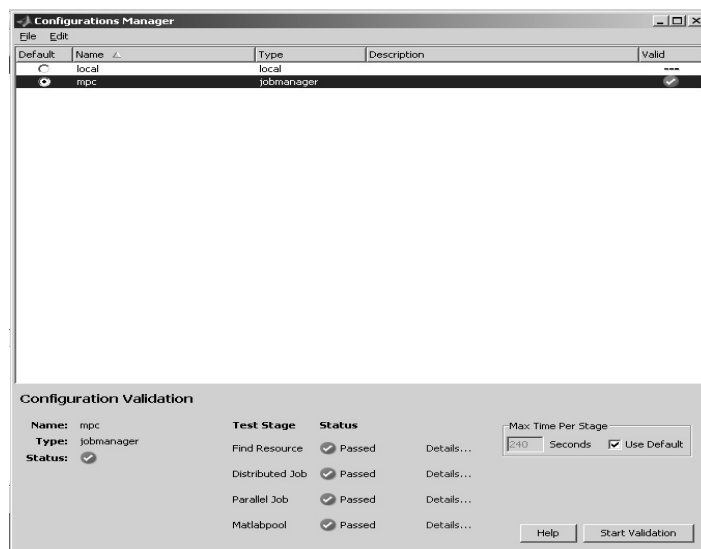 Configurations Manager
File Edit
Default Name Type Description Valid
local local ---
mpc jobmanager
Configuration Validation
Name: mpc
Type: jobmanager
Status:
Test Stage Status
Find Resource Passed Details...
Distributed Job Passed Details...
Parallel Job Passed Details...
Matlabpool Passed Details...
Max Time Per Stage
240 Seconds Use Default
Help Start Validation